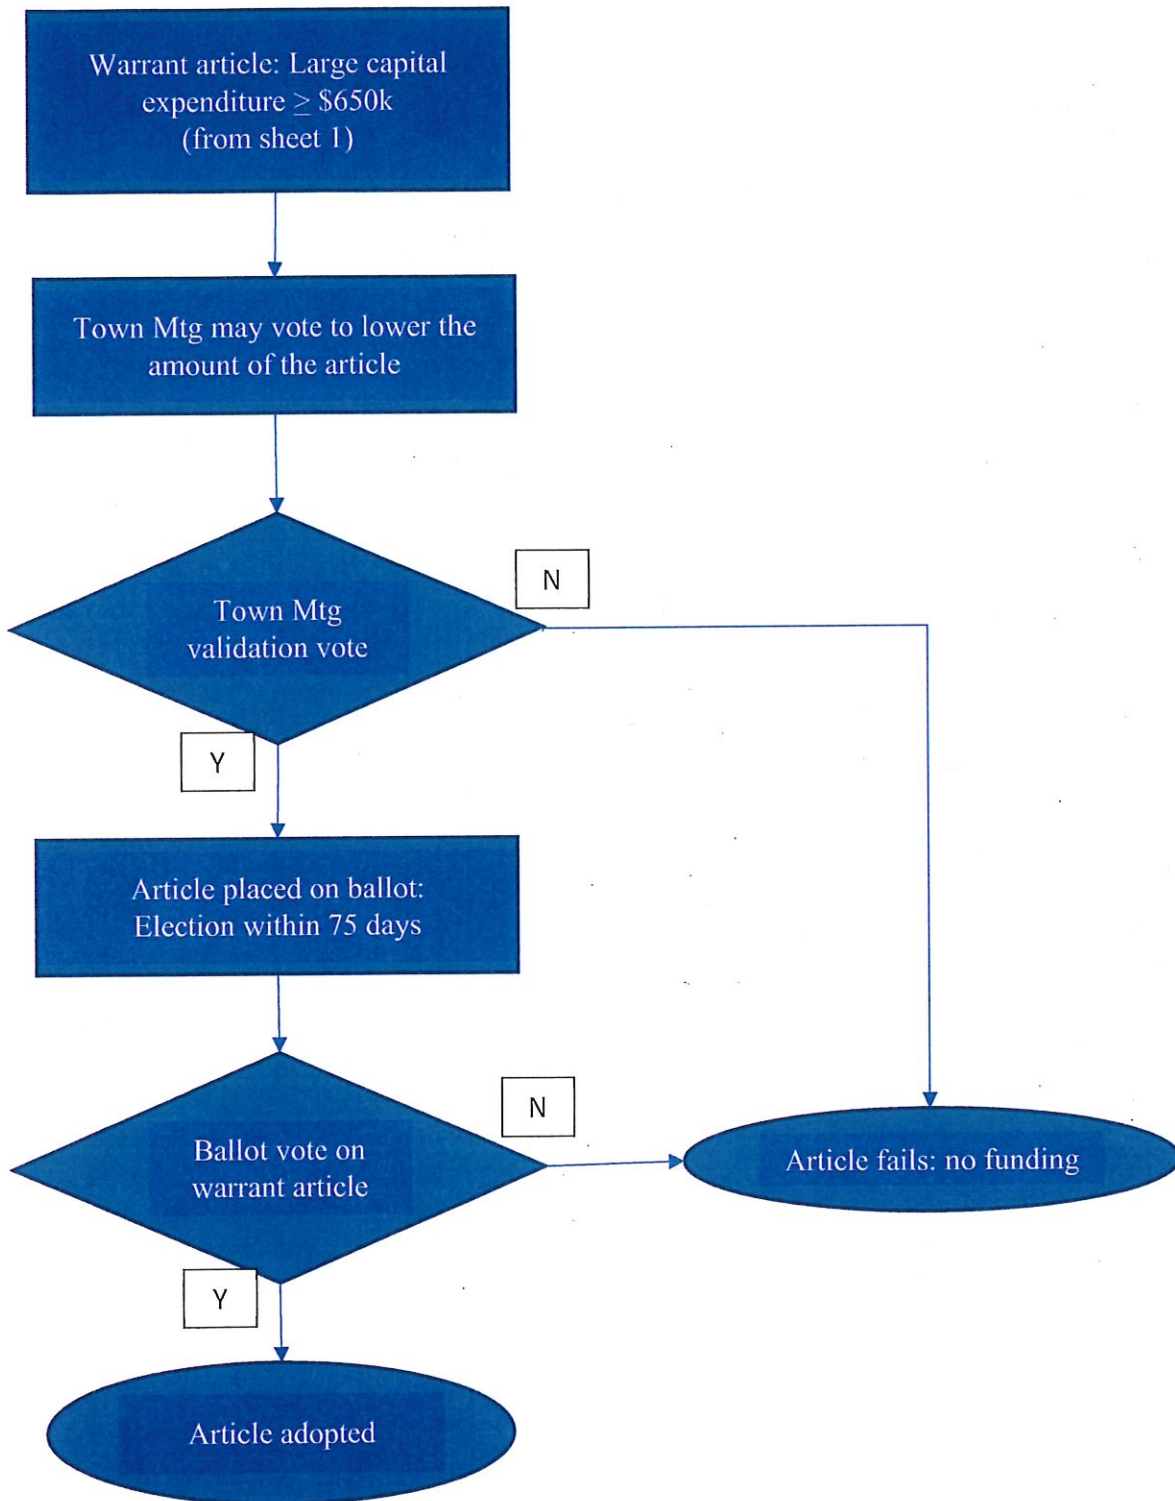 Warrant article: Large capital
expenditure ≥ $650k
(from sheet 1)
Town Mtg may vote to lower the
amount of the article
Town Mtg
validation vote
N
Y
Article placed on ballot:
Election within 75 days
Ballot vote on
warrant article
N
Y
Article fails: no funding
Article adopted